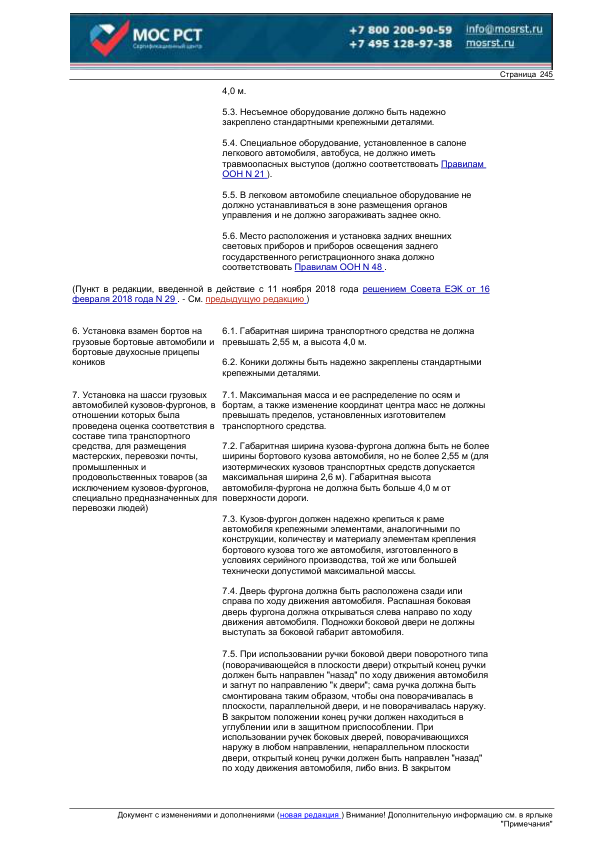 МОС РСТ
Сертификационный центр
+7 800 200-90-59 info@mosrst.ru
+7 495 128-97-38 mosrst.ru
Страница 245
4,0 м.
5.3. Несъемное оборудование должно быть надежно
закреплено стандартными крепежными деталями.
5.4. Специальное оборудование, установленное в салоне
легкового автомобиля, автобуса, не должно иметь
травмоопасных выступов (должно соответствовать Правилам
ООН N 21 ).
5.5. В легковом автомобиле специальное оборудование не
должно устанавливаться в зоне размещения органов
управления и не должно загораживать заднее окно.
5.6. Место расположения и установка задних внешних
световых приборов и приборов освещения заднего
государственного регистрационного знака должно
соответствовать Правилам ООН N 48 .
(Пункт в редакции, введенной в действие с 11 ноября 2018 года решением Совета ЕЭК от 16
февраля 2018 года N 29 . - См. предыдущую редакцию )
6. Установка взамен бортов на
грузовые бортовые автомобили и
бортовые двухосные прицепы
коников
6.1. Габаритная ширина транспортного средства не должна
превышать 2,55 м, а высота 4,0 м.
6.2. Коники должны быть надежно закреплены стандартными
крепежными деталями.
7. Установка на шасси грузовых
автомобилей кузовов-фургонов, в
отношении которых была
проведена оценка соответствия в
составе типа транспортного
средства, для размещения
мастерских, перевозки почты,
промышленных и
продовольственных товаров (за
исключением кузовов-фургонов,
специально предназначенных для
перевозки людей)
7.1. Максимальная масса и ее распределение по осям и
бортам, а также изменение координат центра масс не должны
превышать пределов, установленных изготовителем
транспортного средства.
7.2. Габаритная ширина кузова-фургона должна быть не более
ширины бортового кузова автомобиля, но не более 2,55 м (для
изотермических кузовов транспортных средств допускается
максимальная ширина 2,6 м). Габаритная высота
автомобиля-фургона не должна быть больше 4,0 м от
поверхности дороги.
7.3. Кузов-фургон должен надежно крепиться к раме
автомобиля крепежными элементами, аналогичными по
конструкции, количеству и материалу элементам крепления
бортового кузова того же автомобиля, изготовленного в
условиях серийного производства, той же или большей
технически допустимой максимальной массы.
7.4. Дверь фургона должна быть расположена сзади или
справа по ходу движения автомобиля. Распашная боковая
дверь фургона должна открываться слева направо по ходу
движения автомобиля. Подножки боковой двери не должны
выступать за боковой габарит автомобиля.
7.5. При использовании ручки боковой двери поворотного типа
(поворачивающейся в плоскости двери) открытый конец ручки
должен быть направлен "назад" по ходу движения автомобиля
и загнут по направлению "к двери"; сама ручка должна быть
смонтирована таким образом, чтобы она поворачивалась в
плоскости, параллельной двери, и не поворачивалась наружу.
В закрытом положении конец ручки должен находиться в
углублении или в защитном приспособлении. При
использовании ручек боковых дверей, поворачивающихся
наружу в любом направлении, непараллельном плоскости
двери, открытый конец ручки должен быть направлен "назад"
по ходу движения автомобиля, либо вниз. В закрытом
Документ с изменениями и дополнениями (новая редакция ) Внимание! Дополнительную информацию см. в ярлыке
"Примечания"